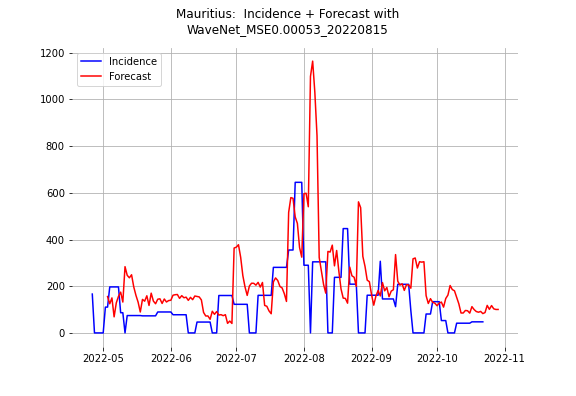 Mauritius:  Incidence + Forecast with
WaveNet_MSE0.00053_20220815
Incidence
Forecast
1200
1000
800
600
400
200
0
2022-05 2022-06 2022-07 2022-08 2022-09 2022-10 2022-11